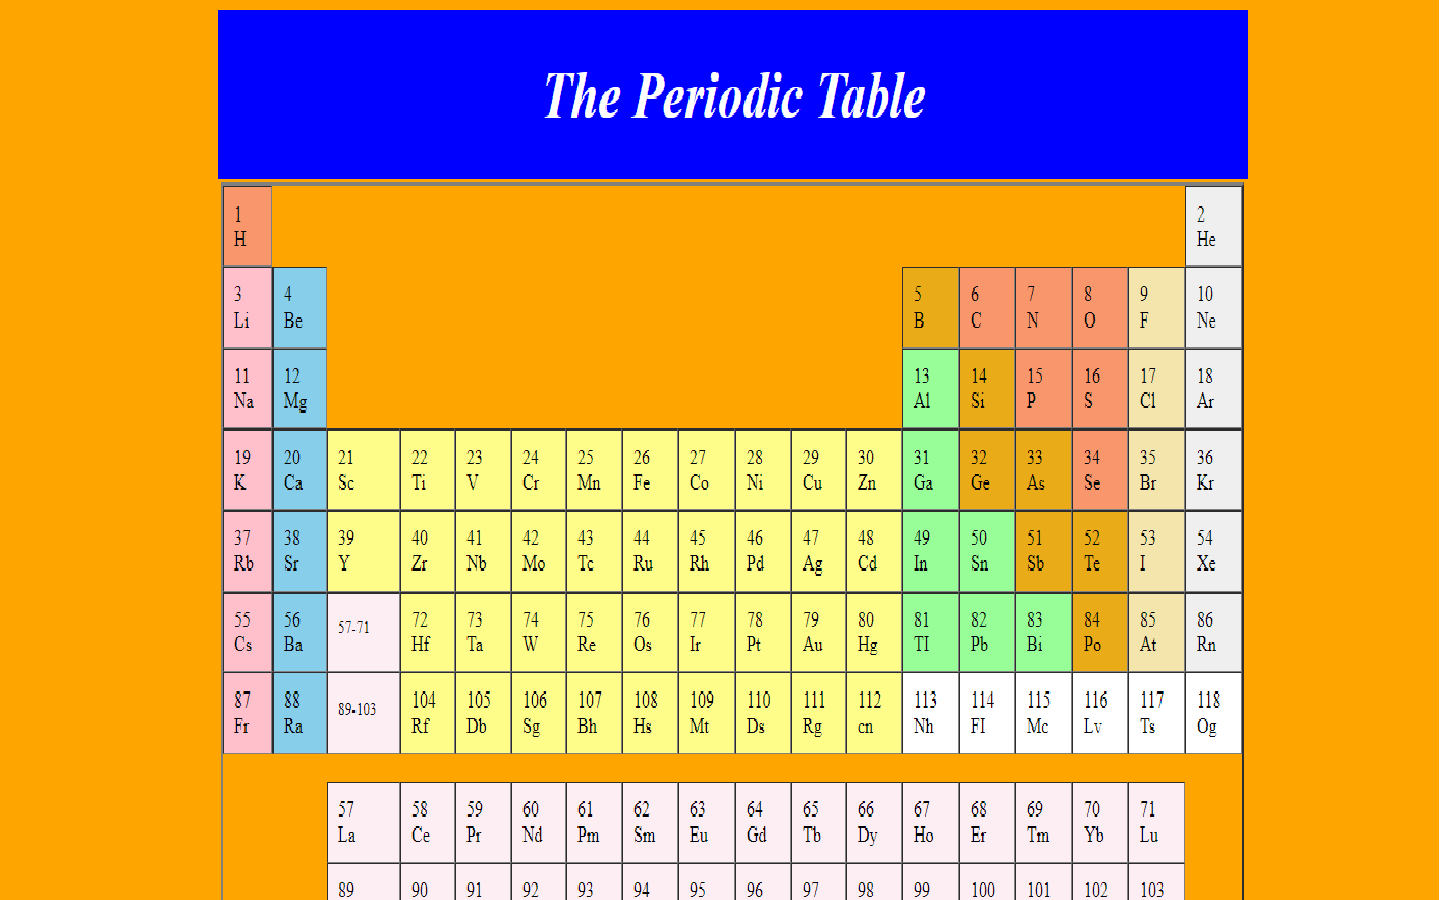 The Periodic Table
1 2
H He
3 4 5 6 7 8 9 10
Li Be B C N O F Ne
11 12 13 14 15 16 17 18
Na Mg Al Si P S Cl Ar
19 20 21 22 23 24 25 26 27 28 29 30 31 32 33 34 35 36
K Ca Sc Ti V Cr Mn Fe Co Ni Cu Zn Ga Ge As Se Br Kr
37 38 39 40 41 42 43 44 45 46 47 48 49 50 51 52 53 54
Rb Sr Y Zr Nb Mo Tc Ru Rh Pd Ag Cd In Sn Sb Te I Xe
55 56 57-71 72 73 74 75 76 77 78 79 80 81 82 83 84 85 86
Cs Ba Hf Ta W Re Os Ir Pt Au Hg TI Pb Bi Po At Rn
87 88 89-103 104 105 106 107 108 109 110 111 112 113 114 115 116 117 118
Fr Ra Rf Db Sg Bh Hs Mt Ds Rg cn Nh FI Mc Lv Ts Og
57 58 59 60 61 62 63 64 65 66 67 68 69 70 71
La Ce Pr Nd Pm Sm Eu Gd Tb Dy Ho Er Tm Yb Lu
89 90 91 92 93 94 95 96 97 98 99 100 101 102 103